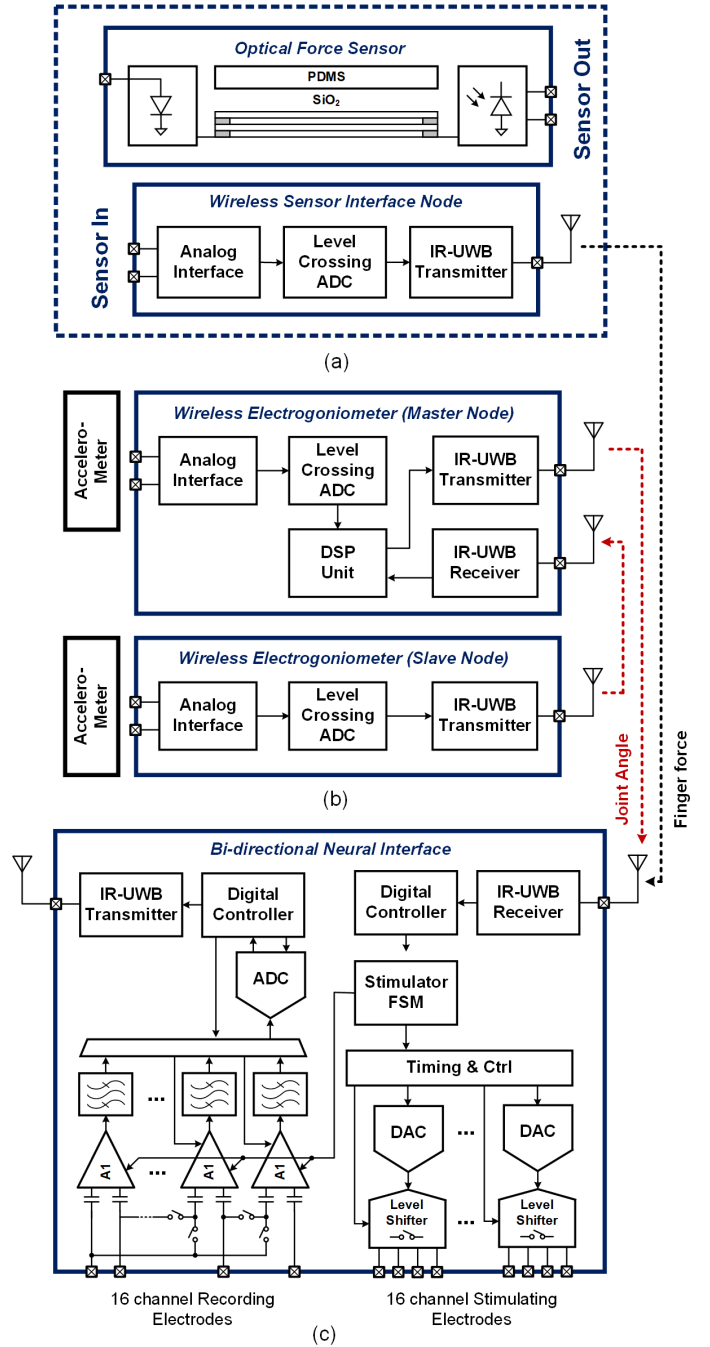 Optical Force Sensor
PDMS
SiO₂
Sensor Out
Wireless Sensor Interface Node
Sensor In
Analog
Interface
Level
Crossing
ADC
IR-UWB
Transmitter
(a)
Accelero-
Meter
Wireless Electrogoniometer (Master Node)
Analog
Interface
Level
Crossing
ADC
IR-UWB
Transmitter
DSP
Unit
IR-UWB
Receiver
Accelero-
Meter
Wireless Electrogoniometer (Slave Node)
Analog
Interface
Level
Crossing
ADC
IR-UWB
Transmitter
(b)
Joint Angle
Finger force
Bi-directional Neural Interface
IR-UWB
Transmitter
Digital
Controller
Digital
Controller
IR-UWB
Receiver
ADC
Stimulator
FSM
Timing & Ctrl
...
DAC
...
DAC
A1
...
A1
A1
Level
Shifter
...
Level
Shifter
16 channel Recording
Electrodes
16 channel Stimulating
Electrodes
(c)